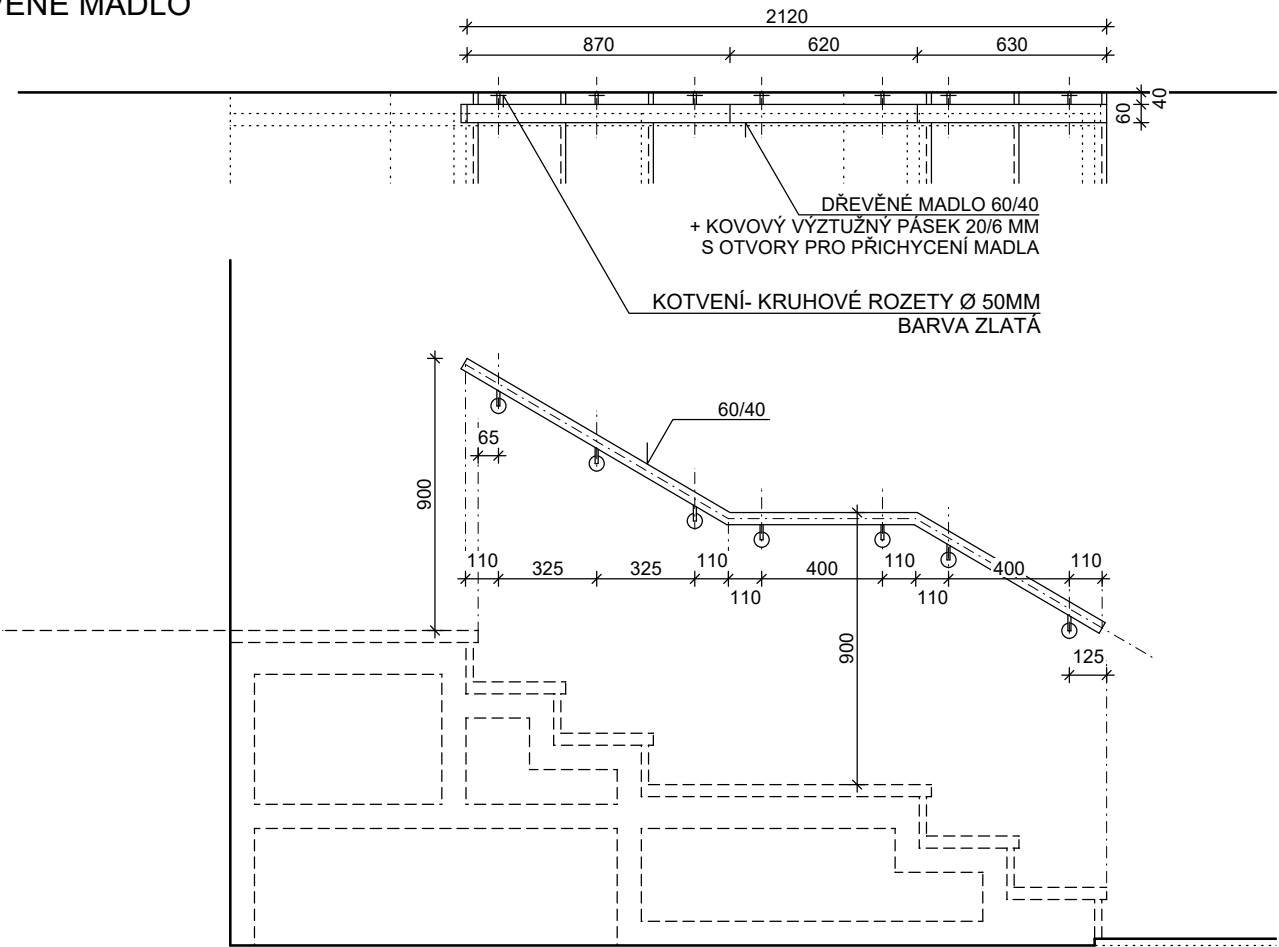 VĚNÉ MADLO
2120
870 620 630
40
60
DŘEVĚNÉ MADLO 60/40
+ KOVOVÝ VÝZTUŽNÝ PÁSEK 20/6 MM
S OTVORY PRO PŘICHYCENÍ MADLA
KOTVENÍ- KRUHOVÉ ROZETY Ø 50MM
BARVA ZLATÁ
60/40
65
900
110 325 325 110 400 110 400 110
110 110
900
125